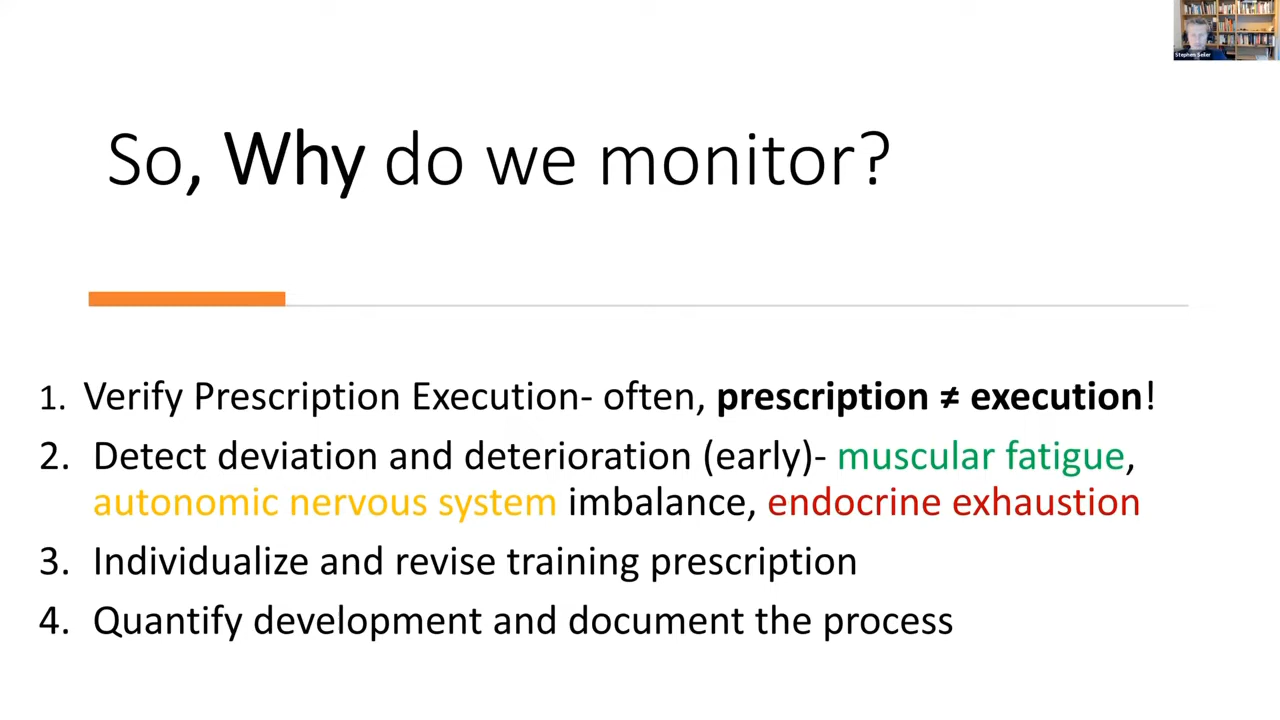 Stephen Seiler
So, Why do we monitor?
1. Verify Prescription Execution- often, prescription ≠ execution!
2. Detect deviation and deterioration (early)- muscular fatigue,
autonomic nervous system imbalance, endocrine exhaustion
3. Individualize and revise training prescription
4. Quantify development and document the process